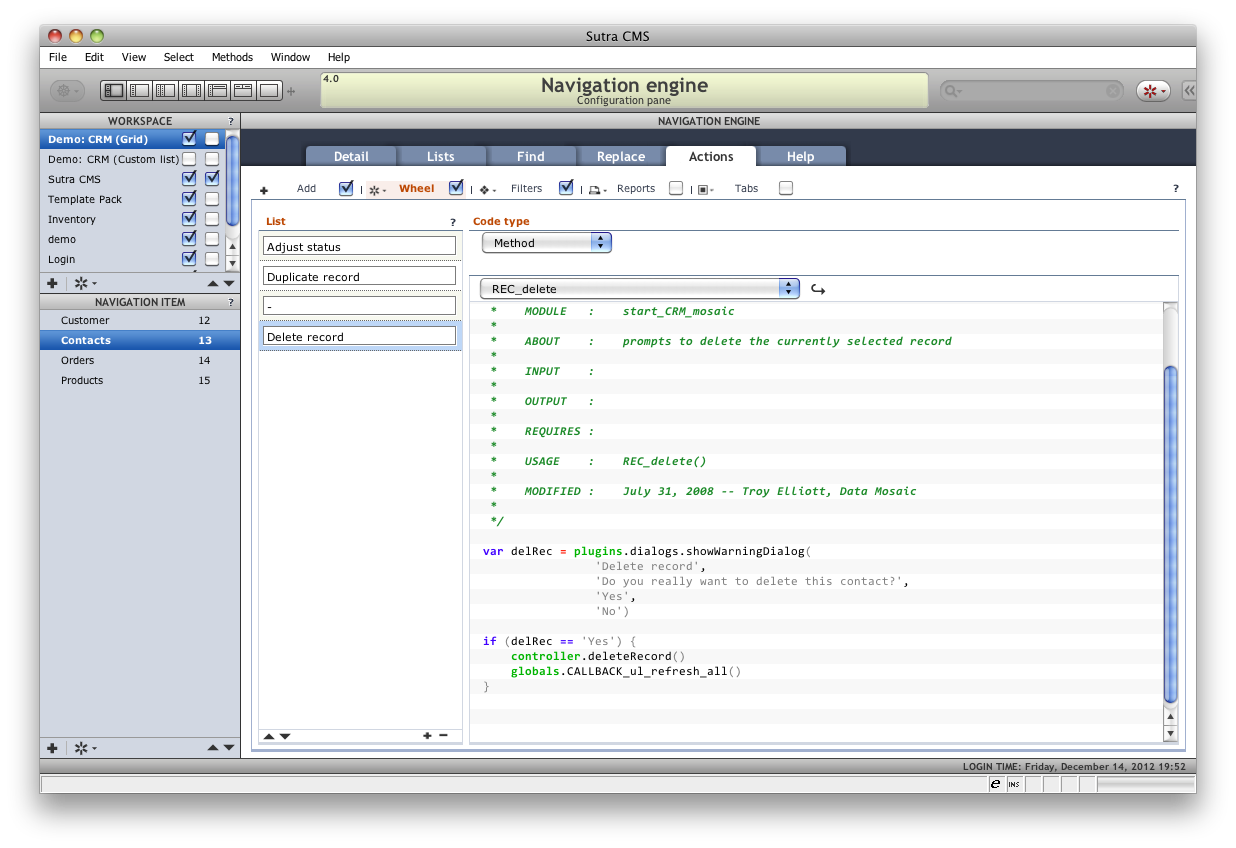 Sutra CMS
File Edit View Select Methods Window Help
4.0
Navigation engine
Configuration pane
WORKSPACE ?
Demo: CRM (Grid)
Demo: CRM (Custom list)
Sutra CMS
Template Pack
Inventory
demo
Login
NAVIGATION ITEM ?
Customer 12
Contacts 13
Orders 14
Products 15
NAVIGATION ENGINE
Detail Lists Find Replace Actions Help
Add Wheel Filters Reports Tabs ?
List ?
Adjust status
Duplicate record
-
Delete record
Code type
Method
REC_delete
* MODULE : start_CRM_mosaic
*
* ABOUT : prompts to delete the currently selected record
*
* INPUT :
*
* OUTPUT :
*
* REQUIRES :
*
* USAGE : REC_delete()
*
* MODIFIED : July 31, 2008 -- Troy Elliott, Data Mosaic
*
*/
var delRec = plugins.dialogs.showWarningDialog(
'Delete record',
'Do you really want to delete this contact?',
'Yes',
'No')
if (delRec == 'Yes') {
controller.deleteRecord()
globals.CALLBACK_ul_refresh_all()
}
LOGIN TIME: Friday, December 14, 2012 19:52
e INS